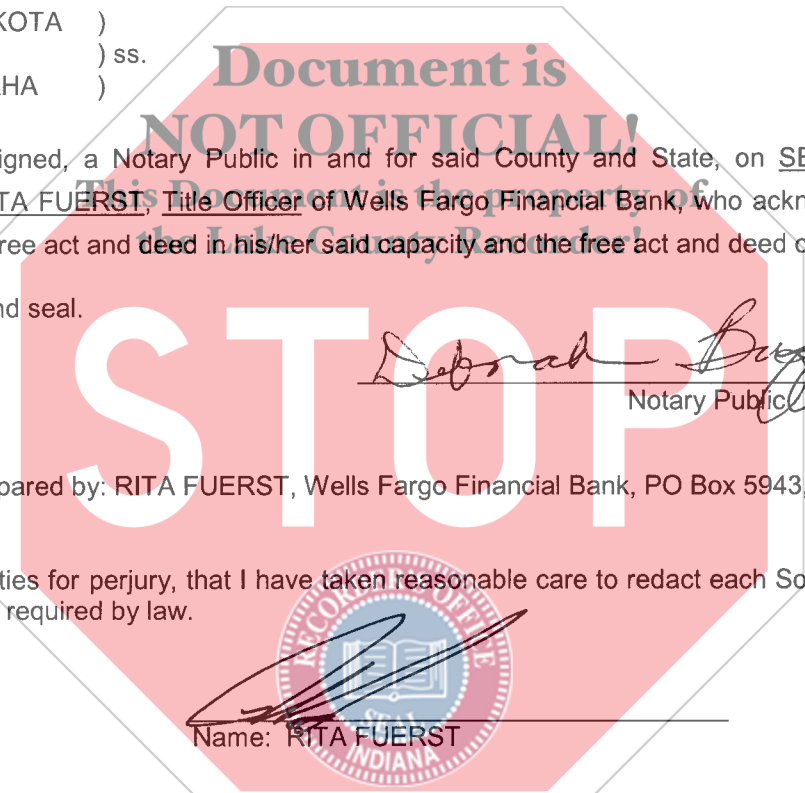 KOTA )
) ss.
AHA )
Document is
NOT OFFICIAL!
This Document is the property of
the Lake County Recorder!
igned, a Notary Public in and for said County and State, on SE
TA FUERST, Title Officer of Wells Fargo Financial Bank, who ackn
ree act and deed in his/her said capacity and the free act and deed o
nd seal.
STOP
Deborah
Notary Public
pared by: RITA FUERST, Wells Fargo Financial Bank, PO Box 5943,
ties for perjury, that I have taken reasonable care to redact each So
required by law.
RECORDER'S OFFICE
SEAL
INDIANA
Name: RITA FUERST